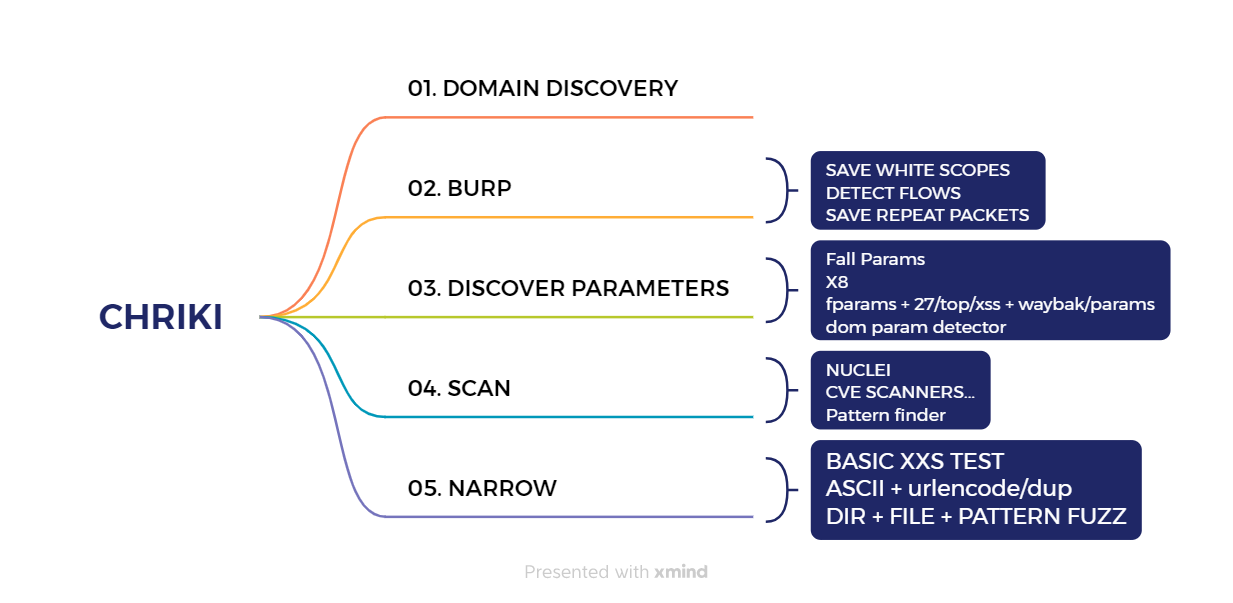 CHRIKI
01. DOMAIN DISCOVERY
02. BURP
SAVE WHITE SCOPES
DETECT FLOWS
SAVE REPEAT PACKETS
03. DISCOVER PARAMETERS
Fall Params
X8
fparams + 27/top/xss + waybak/params
dom param detector
04. SCAN
NUCLEI
CVE SCANNERS...
Pattern finder
05. NARROW
BASIC XXS TEST
ASCII + urlencode/dup
DIR + FILE + PATTERN FUZZ
Presented with xmind